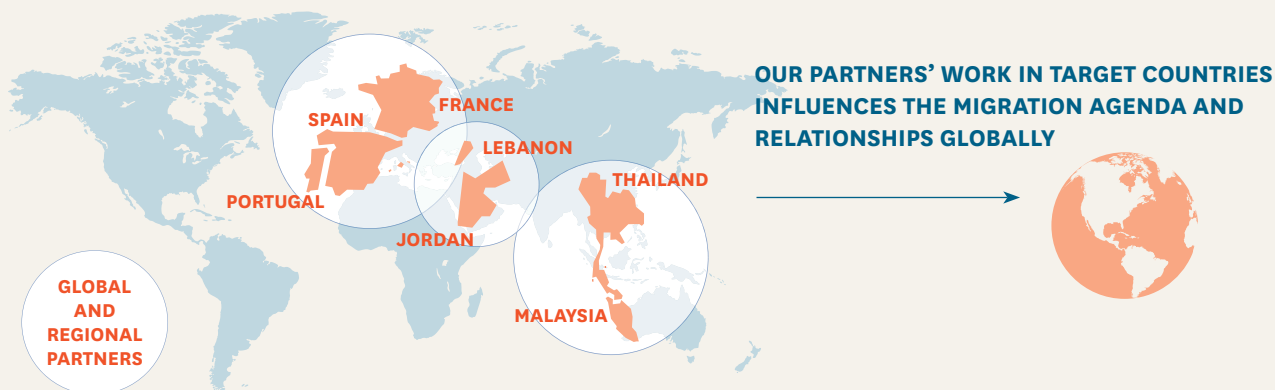 OUR PARTNERS’ WORK IN TARGET COUNTRIES
INFLUENCES THE MIGRATION AGENDA AND
RELATIONSHIPS GLOBALLY
FRANCE
SPAIN
LEBANON
THAILAND
PORTUGAL
JORDAN
MALAYSIA
GLOBAL
AND
REGIONAL
PARTNERS